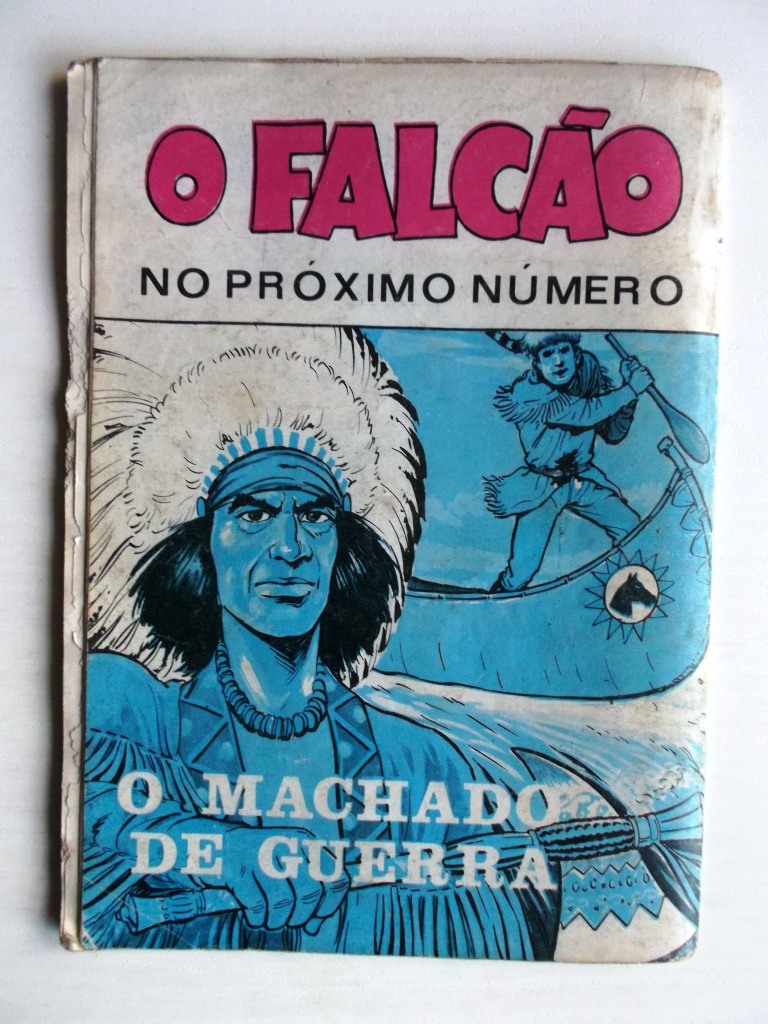 O FALCÃO
NO PRÓXIMO NÚMERO
O MACHADO
DE GUERRA